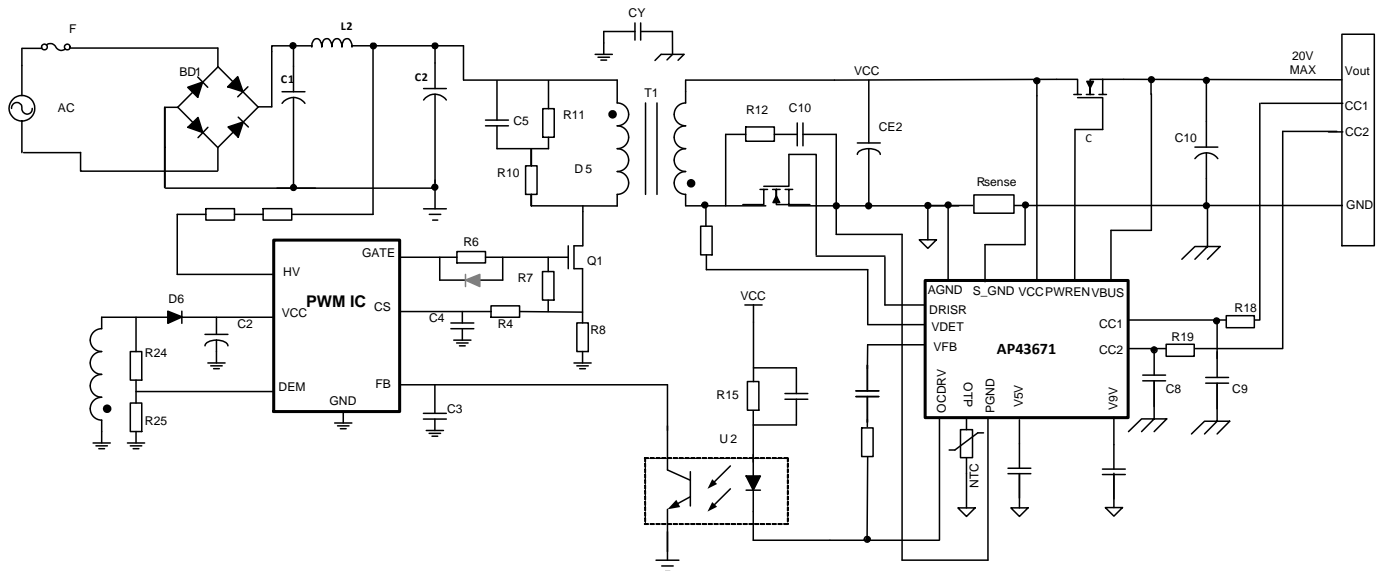 CY
F
L2
BD1
C1
C2
AC
20V
MAX
Vout
VCC
T1
R12
C10
CC1
CC2
C5
R11
CE2
C
C10
R10
D5
Rsense
GND
GATE
R6
Q1
HV
PWM IC
R7
AGND
S_GND
VCC
PWREN
VBUS
D6
C2
VCC
CS
C4
R4
R8
VCC
DRISR
VDET
VFB
AP43671
CC1
CC2
R18
R19
R24
DEM
FB
R15
C8
C9
R25
GND
C3
OCDRV
OTP
PGND
V5V
V9V
U2
NTC